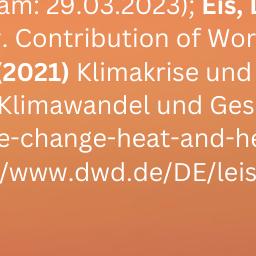 am: 29.03.2023); Eis,
. Contribution of Wor
(2021) Klimakrise und
Klimawandel und Ges
e-change-heat-and-he
/www.dwd.de/DE/leis